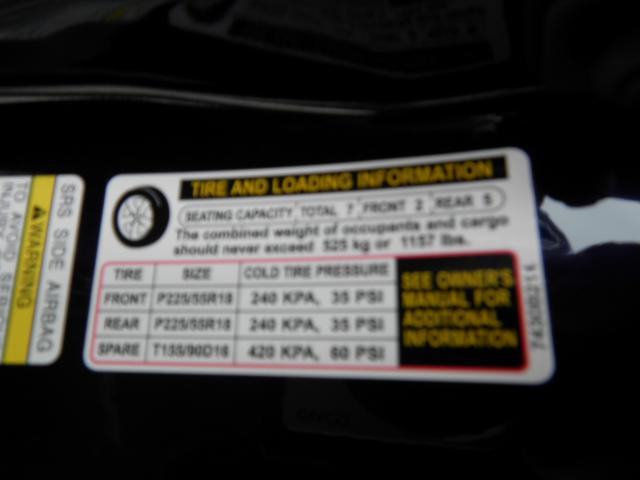 TIRE AND LOADING INFORMATION
SEATING CAPACITY TOTAL 7 FRONT 2 REAR 5
The combined weight of occupants and cargo
should never exceed 525 kg or 1157 lbs.
TIRE SIZE COLD TIRE PRESSURE
FRONT P225/55R18 240 KPA, 35 PSI
REAR P225/55R18 240 KPA, 35 PSI
SPARE T155/90D16 420 KPA, 60 PSI
SEE OWNER'S
MANUAL FOR
ADDITIONAL
INFORMATION
SRS SIDE AIRBAG
WARNING
TO AVOID SERIOUS